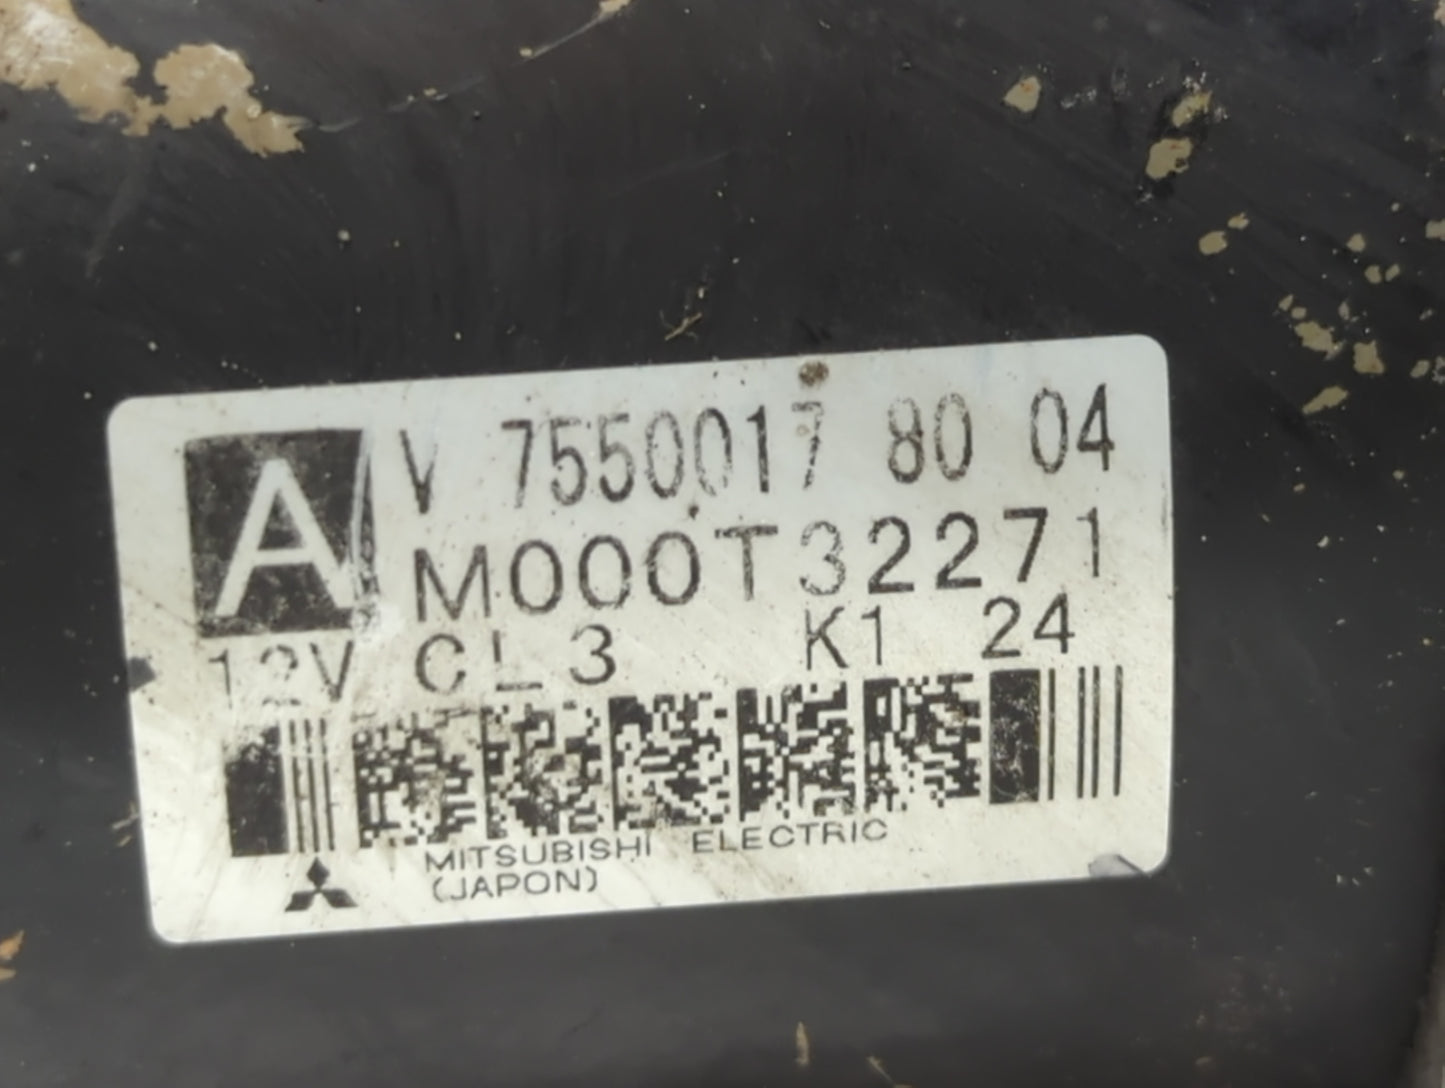 A
V 7550017 80 04
M000T32271
12V CL3 K1 24
MITSUBISHI ELECTRIC
(JAPON)